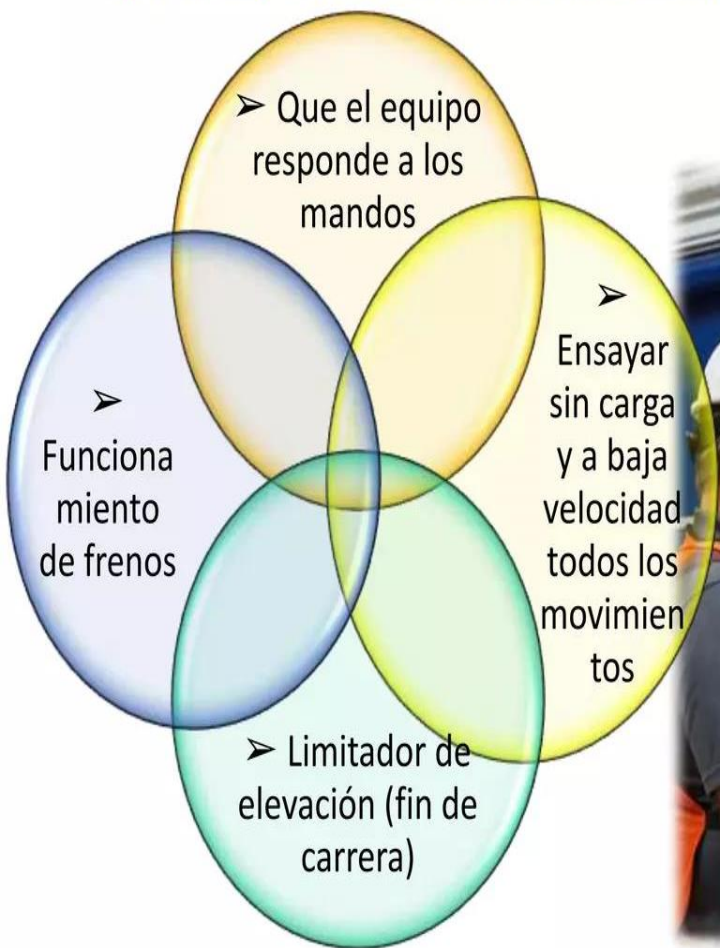 ➢ Que el equipo
responde a los
mandos
➢
Ensayar
sin carga
y a baja
velocidad
todos los
movimien
tos
➢ Limitador de
elevación (fin de
carrera)
➢
Funciona
miento
de frenos